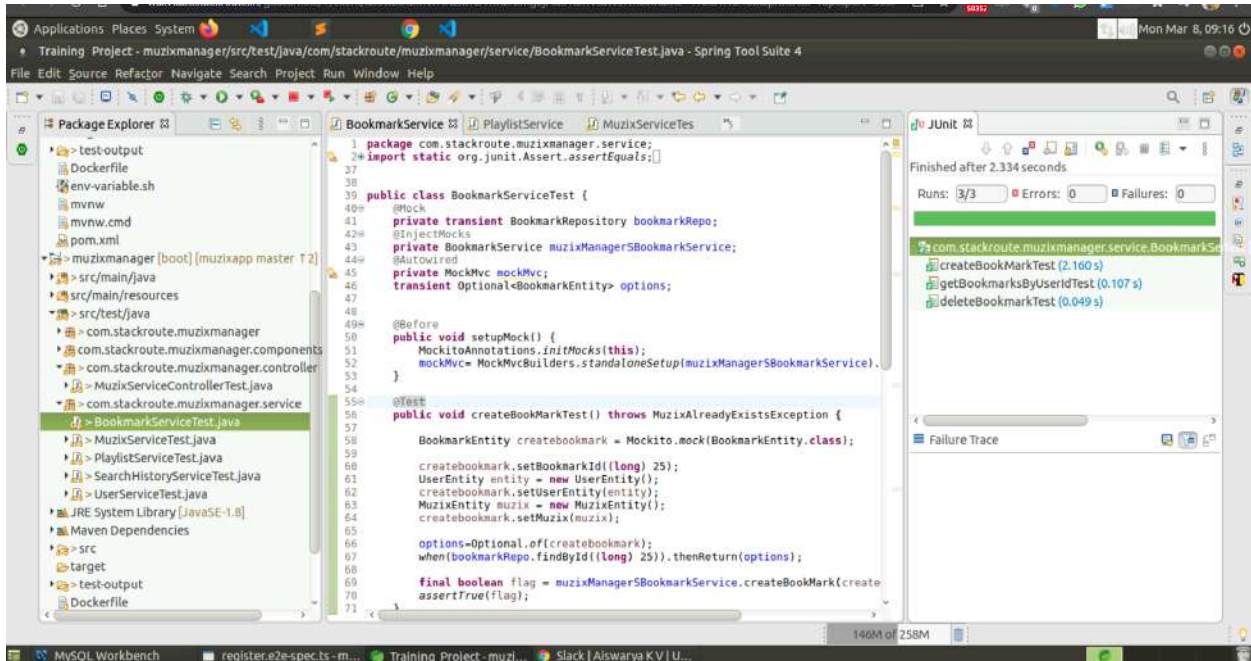 Applications Places System
Mon Mar 8, 09:16
Training Project - muzixmanager/src/test/java/com/stackroute/muzixmanager/service/BookmarkServiceTest.java - Spring Tool Suite 4
File Edit Source Refactor Navigate Search Project Run Window Help
Package Explorer
> test-output
Dockerfile
env-variable.sh
mvnw
mvnw.cmd
pom.xml
> muzixmanager [boot] [muzixapp master ↑2]
> src/main/java
> src/main/resources
> src/test/java
> com.stackroute.muzixmanager
> com.stackroute.muzixmanager.components
> com.stackroute.muzixmanager.controller
> MuzixServiceControllerTest.java
> com.stackroute.muzixmanager.service
> BookmarkServiceTest.java
> MuzixServiceTest.java
> PlaylistServiceTest.java
> SearchHistoryServiceTest.java
> UserServiceTest.java
JRE System Library [JavaSE-1.8]
Maven Dependencies
> src
target
> test-output
Dockerfile
BookmarkService PlaylistService MuzixServiceTes
1 package com.stackroute.muzixmanager.service;
2 import static org.junit.Assert.assertEquals;
37
38
39 public class BookmarkServiceTest {
40 @Mock
41 private transient BookmarkRepository bookmarkRepo;
42 @InjectMocks
43 private BookmarkService muzixManagerSBookmarkService;
44 @Autowired
45 private MockMvc mockMvc;
46 transient Optional<BookmarkEntity> options;
47
48
49 @Before
50 public void setupMock() {
51 MockitoAnnotations.initMocks(this);
52 mockMvc= MockMvcBuilders.standaloneSetup(muzixManagerSBookmarkService).
53 }
54
55 @Test
56 public void createBookMarkTest() throws MuzixAlreadyExistsException {
57
58 BookmarkEntity createbookmark = Mockito.mock(BookmarkEntity.class);
59
60 createbookmark.setBookmarkId((long) 25);
61 UserEntity entity = new UserEntity();
62 createbookmark.setUserEntity(entity);
63 MuzixEntity muzix = new MuzixEntity();
64 createbookmark.setMuzix(muzix);
65
66 options=Optional.of(createbookmark);
67 when(bookmarkRepo.findById((long) 25)).thenReturn(options);
68
69 final boolean flag = muzixManagerSBookmarkService.createBookMark(create
70 assertTrue(flag);
71 }
JUnit
Finished after 2.334 seconds
Runs: 3/3 Errors: 0 Failures: 0
com.stackroute.muzixmanager.service.BookmarkSe
createBookMarkTest (2.160 s)
getBookmarksByUserIdTest (0.107 s)
deleteBookmarkTest (0.049 s)
Failure Trace
146M of 258M
MySQL Workbench register.e2e-spec.ts - m... Training Project - muzi... Slack | Aiswarya K V | U...